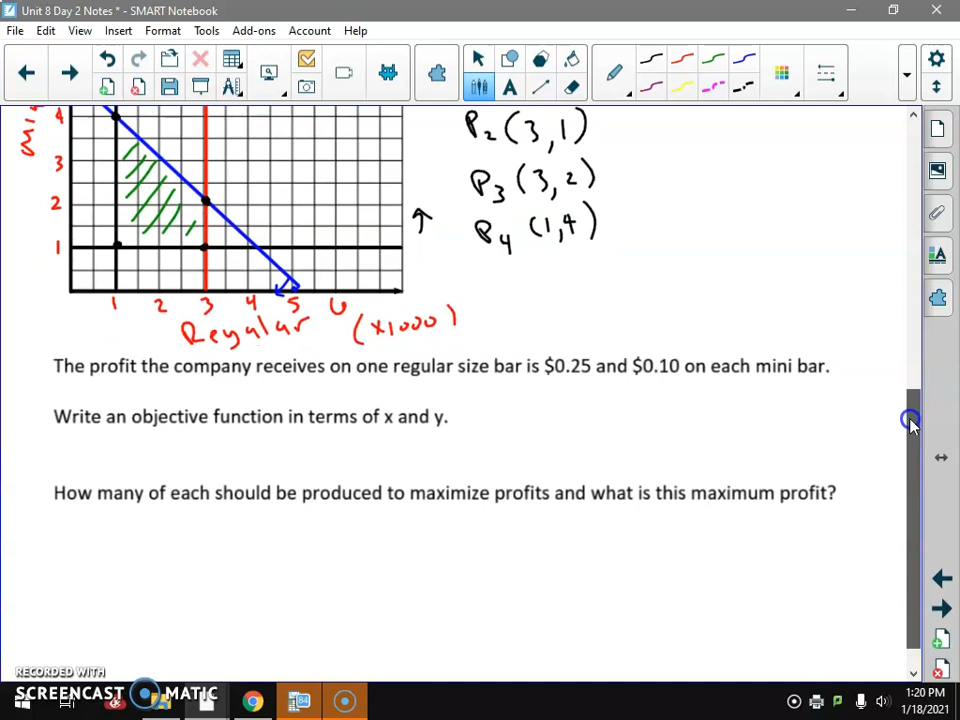 Unit 8 Day 2 Notes * - SMART Notebook
File Edit View Insert Format Tools Add-ons Account Help
4
3
2
1
1 2 3 4 5 6
Regular (x1000)
P2 (3,1)
P3 (3,2)
P4 (1,4)
The profit the company receives on one regular size bar is $0.25 and $0.10 on each mini bar.
Write an objective function in terms of x and y.
How many of each should be produced to maximize profits and what is this maximum profit?
RECORDED WITH
SCREENCAST MATIC
1:20 PM
1/18/2021